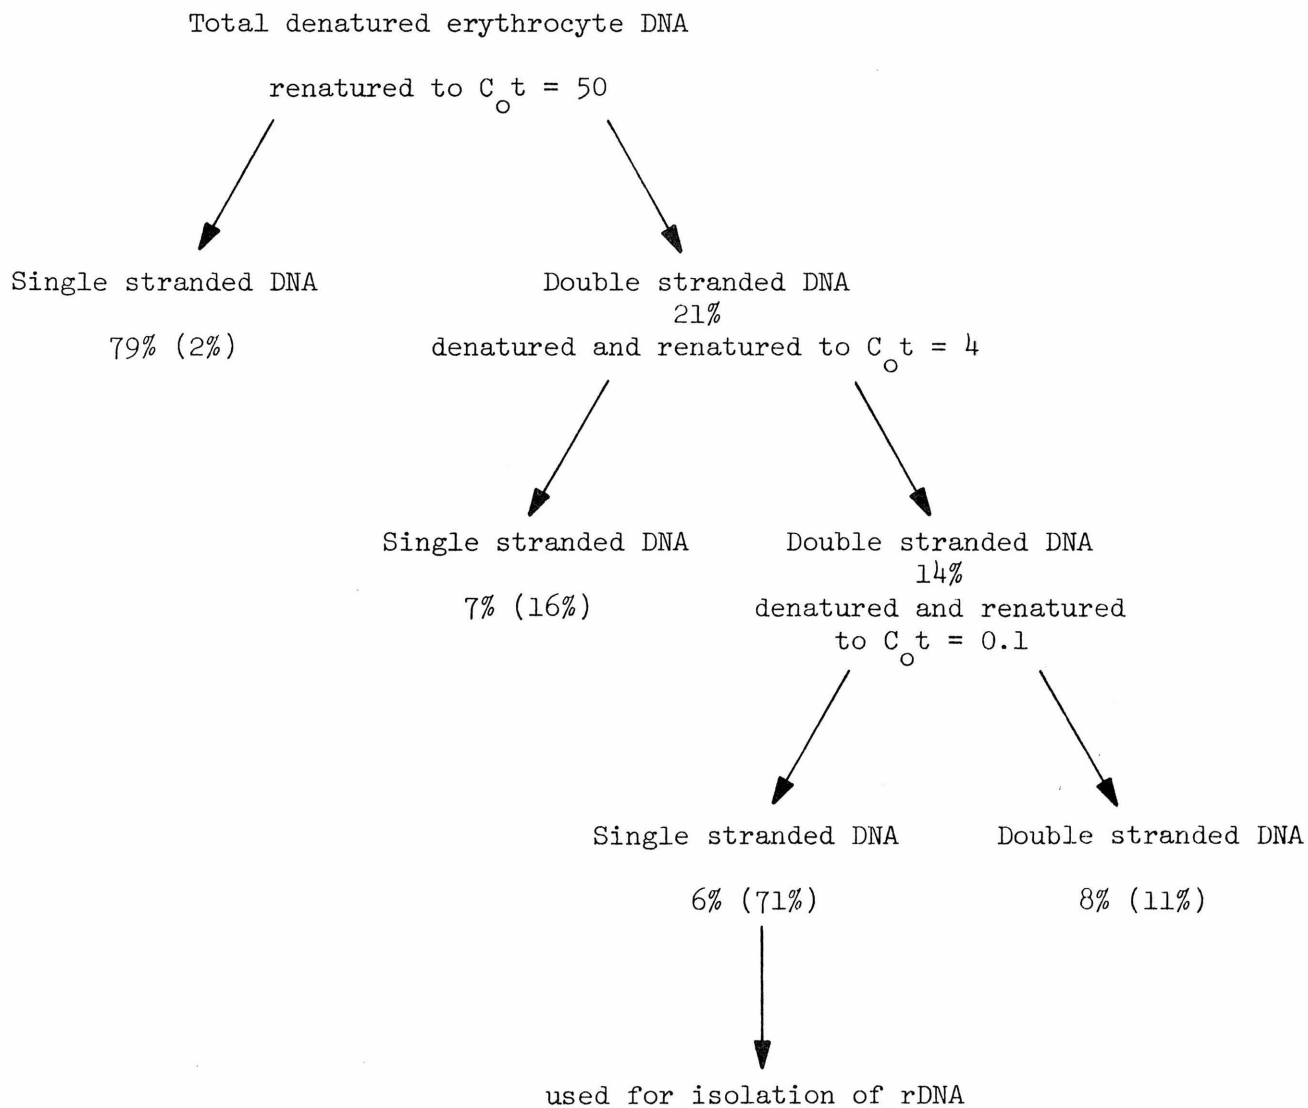 Total denatured erythrocyte DNA
renatured to Cot = 50
Single stranded DNA
79% (2%)
Double stranded DNA
21%
denatured and renatured to Cot = 4
Single stranded DNA
7% (16%)
Double stranded DNA
14%
denatured and renatured
to Cot = 0.1
Single stranded DNA
6% (71%)
Double stranded DNA
8% (11%)
used for isolation of rDNA